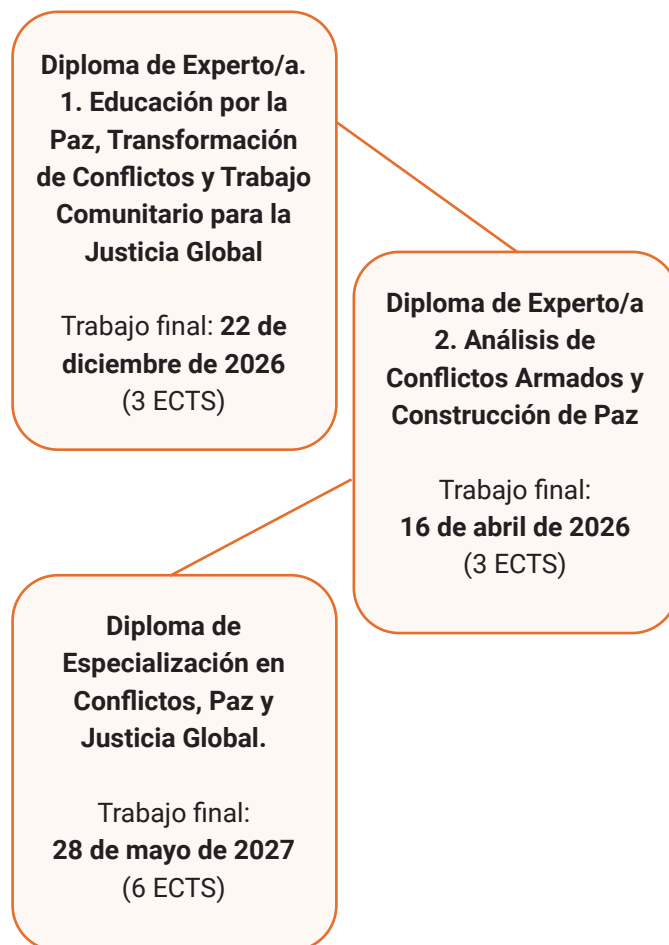 Diploma de Experto/a.
1. Educación por la
Paz, Transformación
de Conflictos y Trabajo
Comunitario para la
Justicia Global
Trabajo final: 22 de
diciembre de 2026
(3 ECTS)
Diploma de Experto/a
2. Análisis de
Conflictos Armados y
Construcción de Paz
Trabajo final:
16 de abril de 2026
(3 ECTS)
Diploma de
Especialización en
Conflictos, Paz y
Justicia Global.
Trabajo final:
28 de mayo de 2027
(6 ECTS)